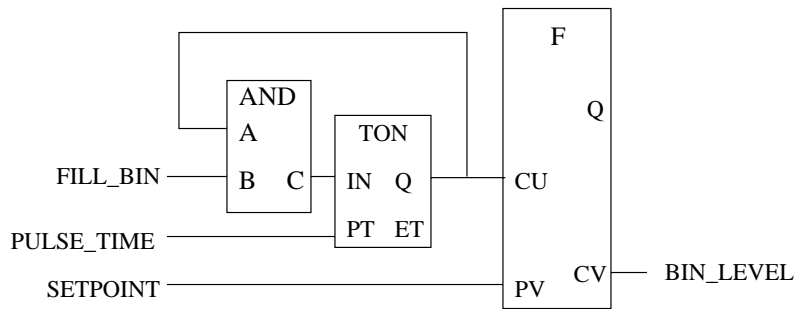 F
AND
Q
A
TON
FILL_BIN
B C
IN Q
CU
PULSE_TIME
PT ET
CV
BIN_LEVEL
SETPOINT
PV